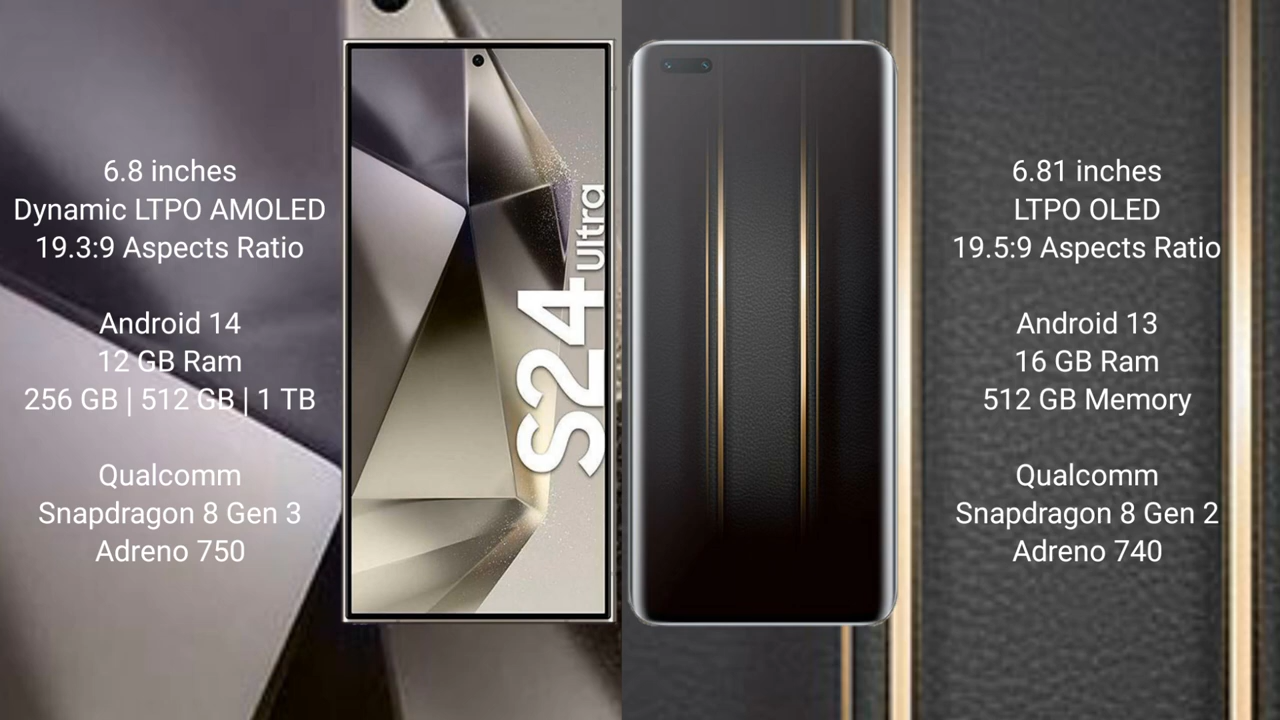 6.8 inches
Dynamic LTPO AMOLED
19.3:9 Aspects Ratio
Android 14
12 GB Ram
256 GB | 512 GB | 1 TB
Qualcomm
Snapdragon 8 Gen 3
Adreno 750
S24 Ultra
6.81 inches
LTPO OLED
19.5:9 Aspects Ratio
Android 13
16 GB Ram
512 GB Memory
Qualcomm
Snapdragon 8 Gen 2
Adreno 740